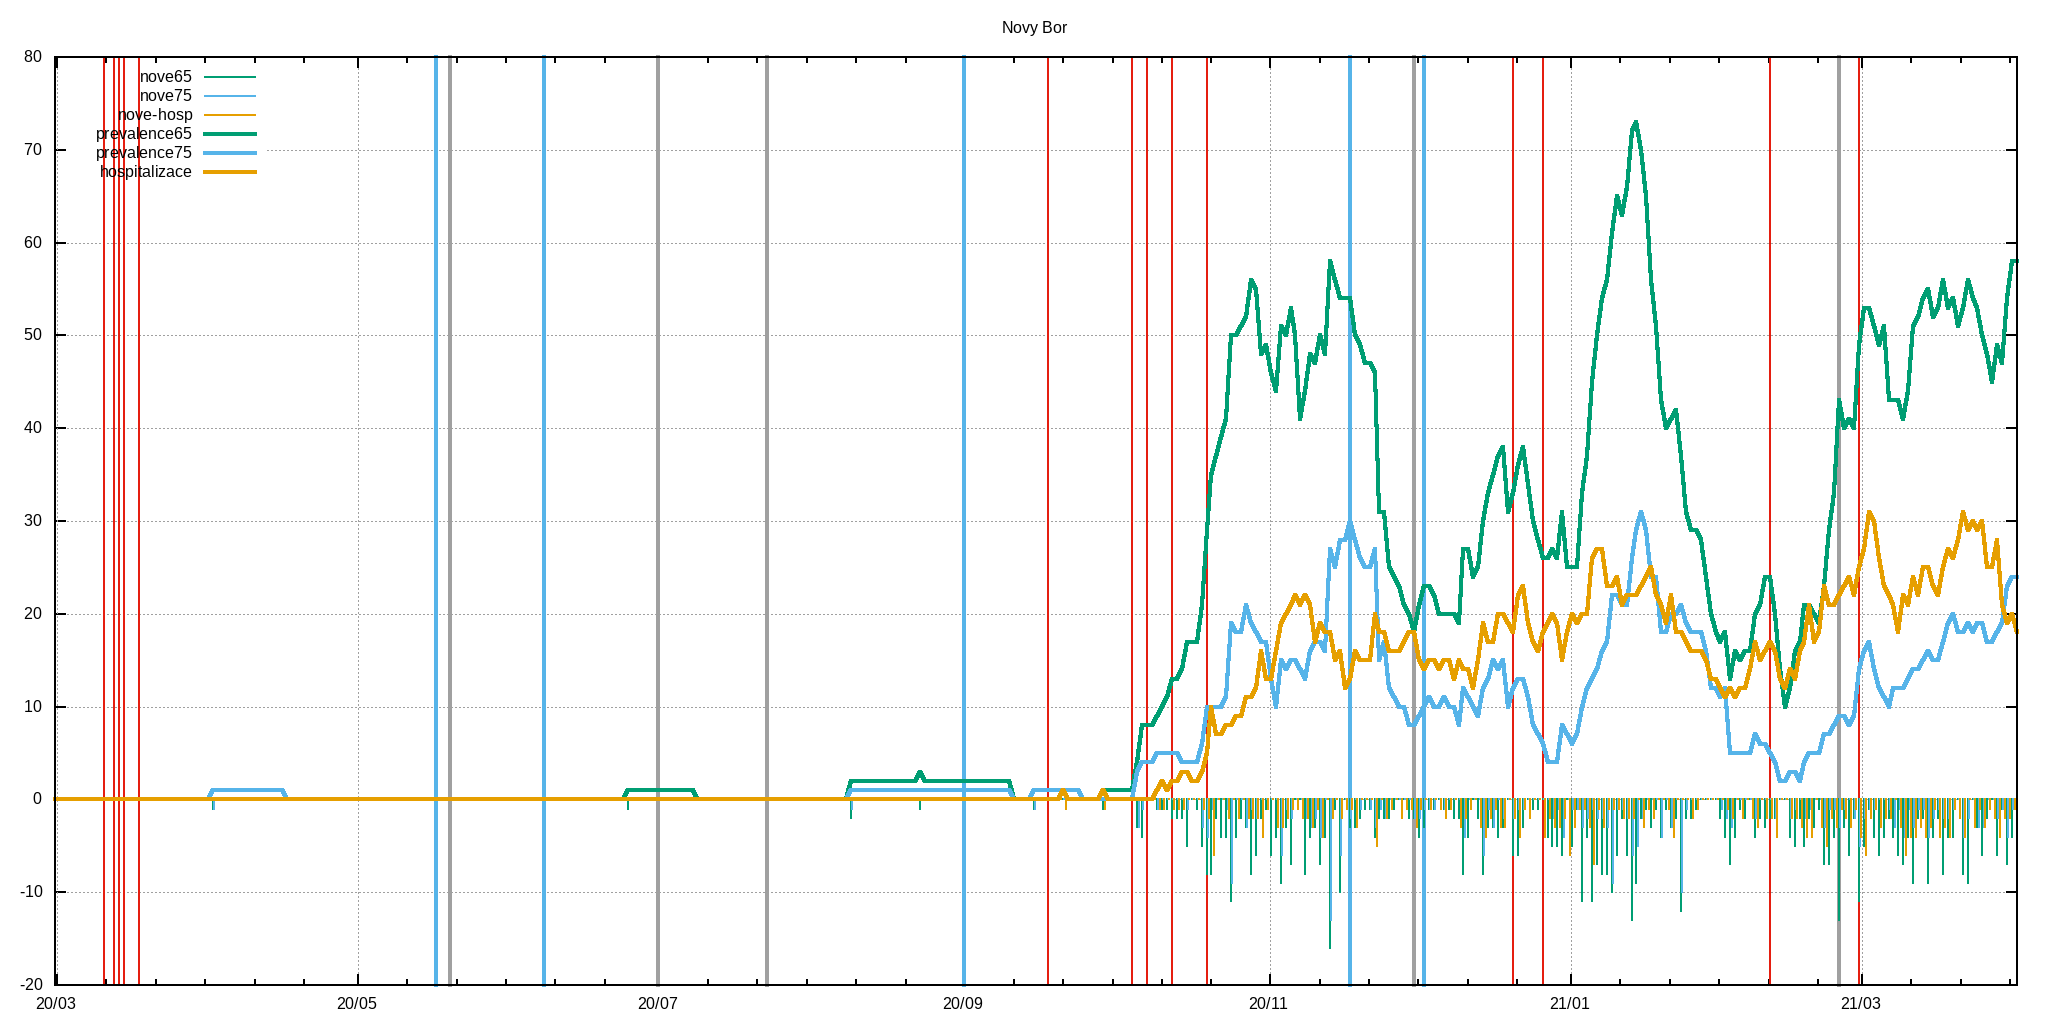 Novy Bor
80
70
60
50
40
30
20
10
0
-10
-20
nove65
nove75
nove-hosp
prevalence65
prevalence75
hospitalizace
20/03 20/05 20/07 20/09 20/11 21/01 21/03